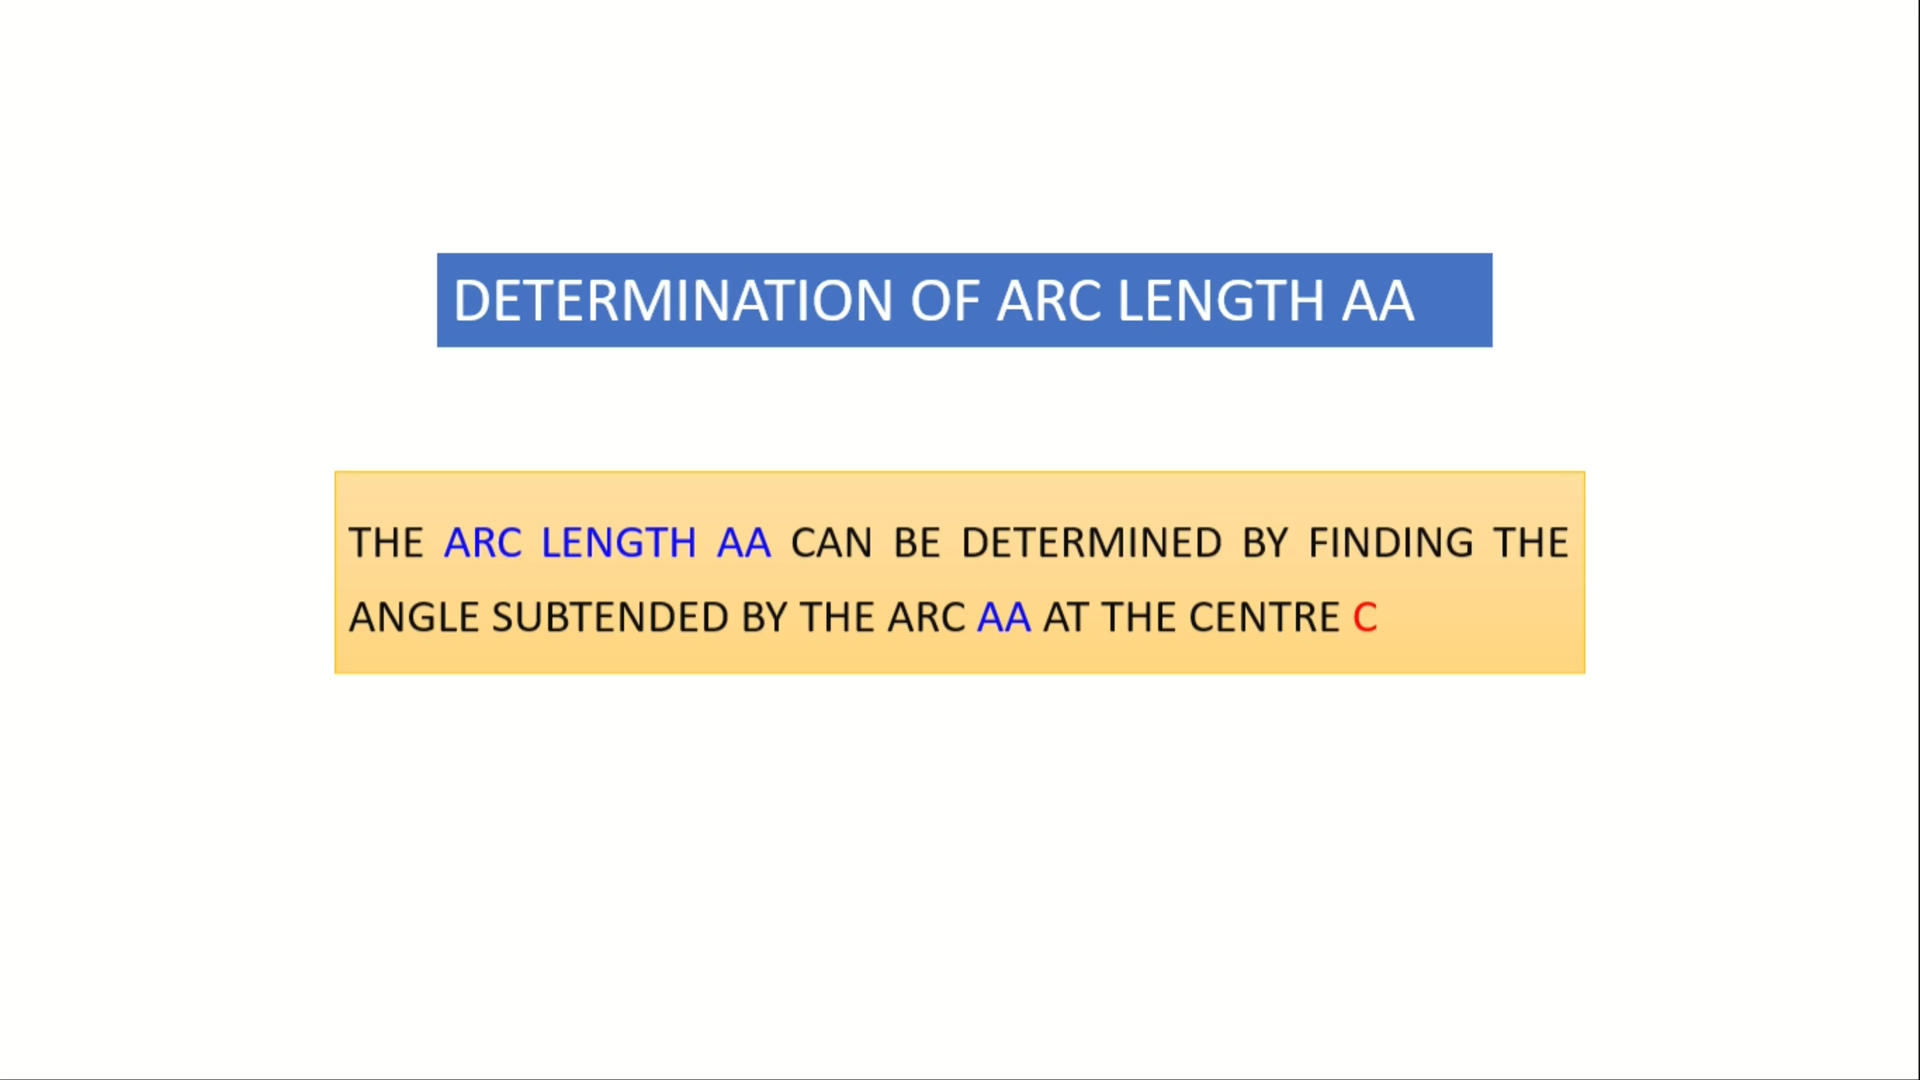 DETERMINATION OF ARC LENGTH AA
THE ARC LENGTH AA CAN BE DETERMINED BY FINDING THE
ANGLE SUBTENDED BY THE ARC AA AT THE CENTRE C